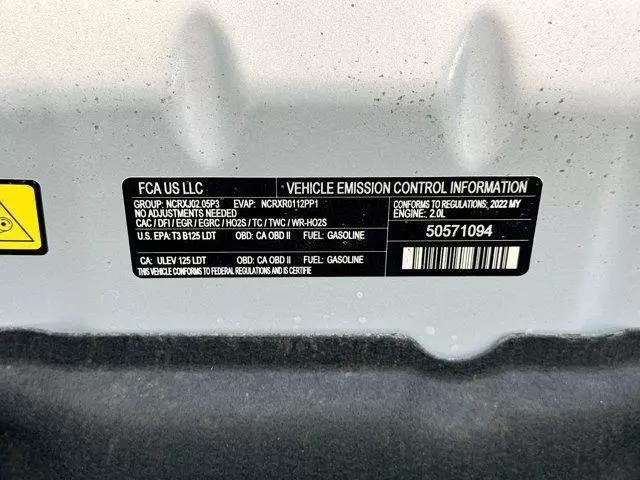 FCA US LLC
VEHICLE EMISSION CONTROL INFORMATION
GROUP: NCRXJ02.05P3 EVAP: NCRXR0112PP1
NO ADJUSTMENTS NEEDED
CAC / DFI / EGR / EGRC / HO2S / TC / TWC / WR-HO2S
U.S. EPA: T3 B125 LDT OBD: CA OBD II FUEL: GASOLINE
CA: ULEV 125 LDT OBD: CA OBD II FUEL: GASOLINE
THIS VEHICLE CONFORMS TO FEDERAL REGULATIONS AND CALIFORNIA REGULATIONS
CONFORMS TO REGULATIONS: 2022 MY
ENGINE: 2.0L
50571094